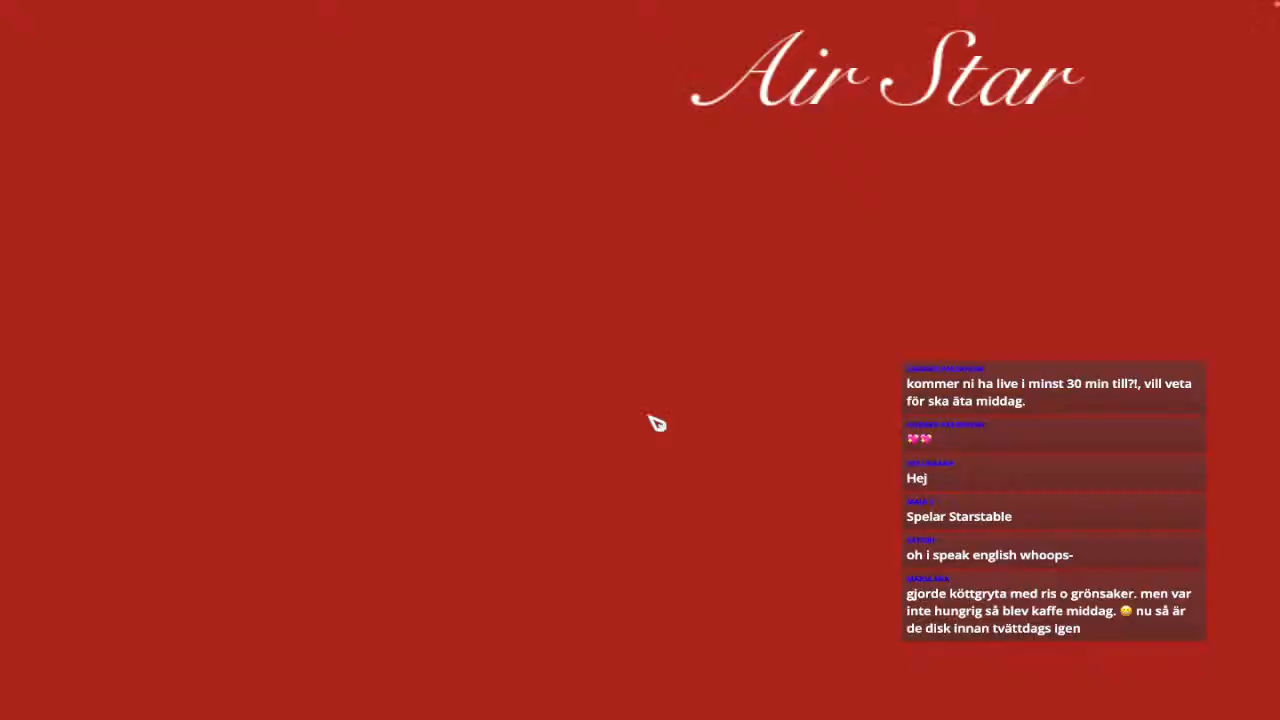 Air Star
kommer ni ha live i minst 30 min till?!, vill veta
för ska äta middag.
💘💘
Hej
Spelar Starstable
oh i speak english whoops-
gjorde köttgryta med ris o grönsaker. men var
inte hungrig så blev kaffe middag. 😄 nu så är
de disk innan tvättdags igen